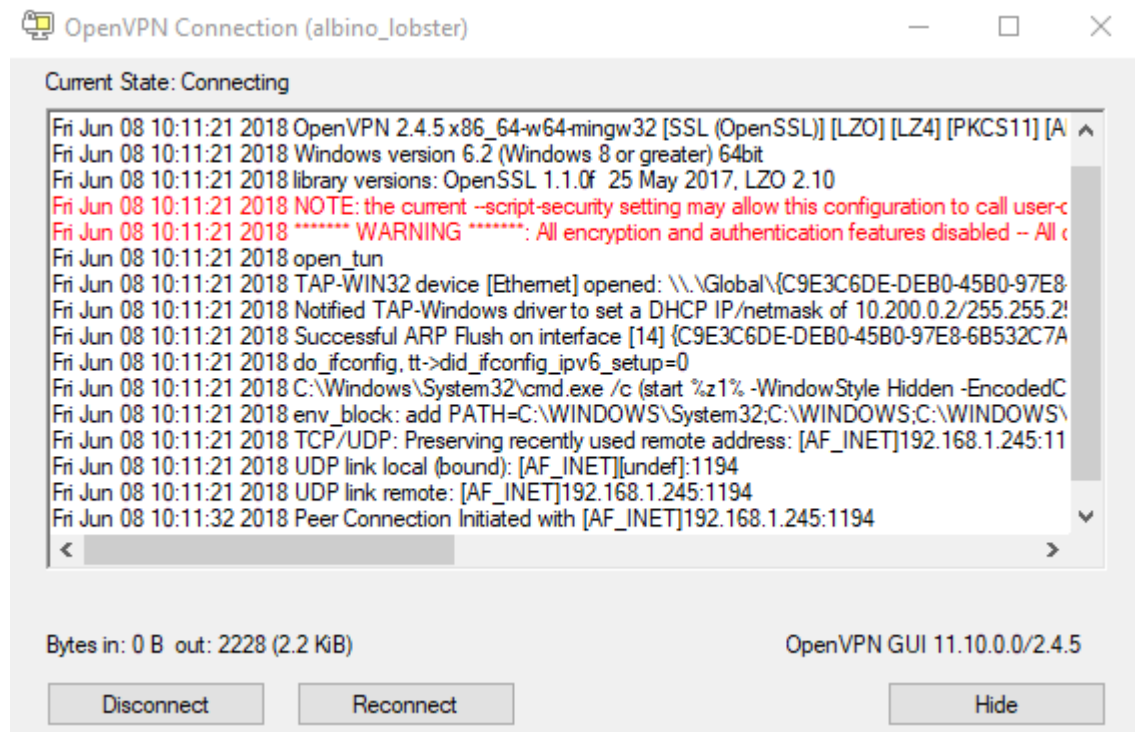 OpenVPN Connection (albino_lobster)
Current State: Connecting
Fri Jun 08 10:11:21 2018 OpenVPN 2.4.5 x86_64-w64-mingw32 [SSL (OpenSSL)] [LZO] [LZ4] [PKCS11] [A
Fri Jun 08 10:11:21 2018 Windows version 6.2 (Windows 8 or greater) 64bit
Fri Jun 08 10:11:21 2018 library versions: OpenSSL 1.1.0f  25 May 2017, LZO 2.10
Fri Jun 08 10:11:21 2018 NOTE: the current --script-security setting may allow this configuration to call user-
Fri Jun 08 10:11:21 2018 ******* WARNING *******: All encryption and authentication features disabled -- All
Fri Jun 08 10:11:21 2018 open_tun
Fri Jun 08 10:11:21 2018 TAP-WIN32 device [Ethernet] opened: \\.\Global\{C9E3C6DE-DEB0-45B0-97E8-
Fri Jun 08 10:11:21 2018 Notified TAP-Windows driver to set a DHCP IP/netmask of 10.200.0.2/255.255.25
Fri Jun 08 10:11:21 2018 Successful ARP Flush on interface [14] {C9E3C6DE-DEB0-45B0-97E8-6B532C7A
Fri Jun 08 10:11:21 2018 do_ifconfig, tt->did_ifconfig_ipv6_setup=0
Fri Jun 08 10:11:21 2018 C:\Windows\System32\cmd.exe /c (start %z1% -WindowStyle Hidden -EncodedC
Fri Jun 08 10:11:21 2018 env_block: add PATH=C:\WINDOWS\System32;C:\WINDOWS;C:\WINDOWS\
Fri Jun 08 10:11:21 2018 TCP/UDP: Preserving recently used remote address: [AF_INET]192.168.1.245:11
Fri Jun 08 10:11:21 2018 UDP link local (bound): [AF_INET][undef]:1194
Fri Jun 08 10:11:21 2018 UDP link remote: [AF_INET]192.168.1.245:1194
Fri Jun 08 10:11:32 2018 Peer Connection Initiated with [AF_INET]192.168.1.245:1194
Bytes in: 0 B  out: 2228 (2.2 KiB)
OpenVPN GUI 11.10.0.0/2.4.5
Disconnect
Reconnect
Hide